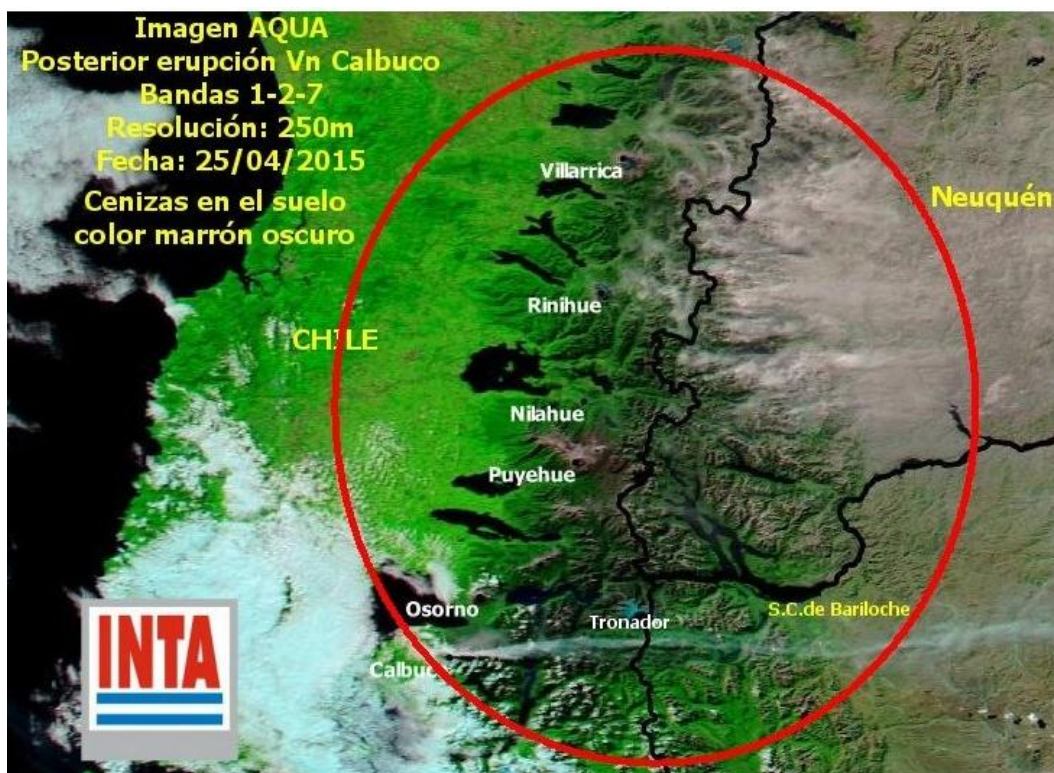 Imagen AQUA
Posterior erupción Vn Calbuco
Bandas 1-2-7
Resolución: 250m
Fecha: 25/04/2015
Cenizas en el suelo
color marrón oscuro
Villarrica
Neuquén
Rinihue
CHILE
Nilahue
Puyehue
Osorno
Tronador
S.C.de Bariloche
Calbuc
INTA